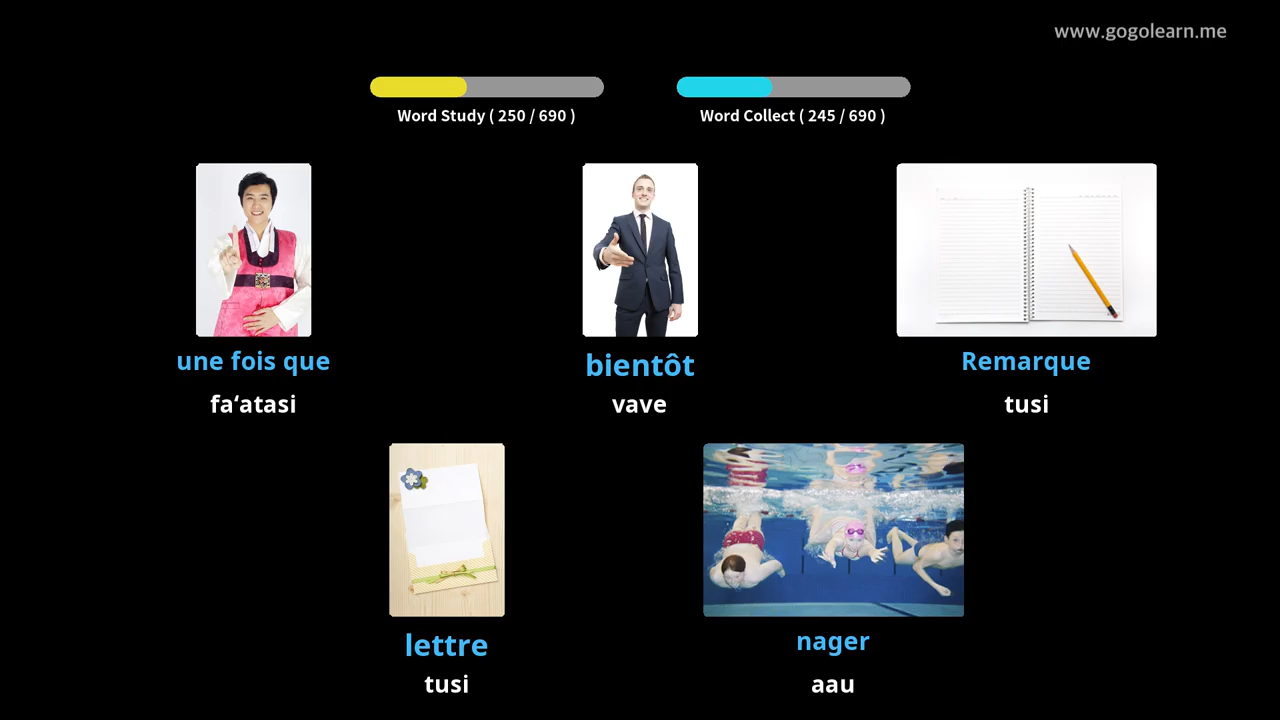 www.gogolearn.me
Word Study ( 250 / 690 )
Word Collect ( 245 / 690 )
une fois que
fa‘atasi
bientôt
vave
Remarque
tusi
lettre
tusi
nager
aau